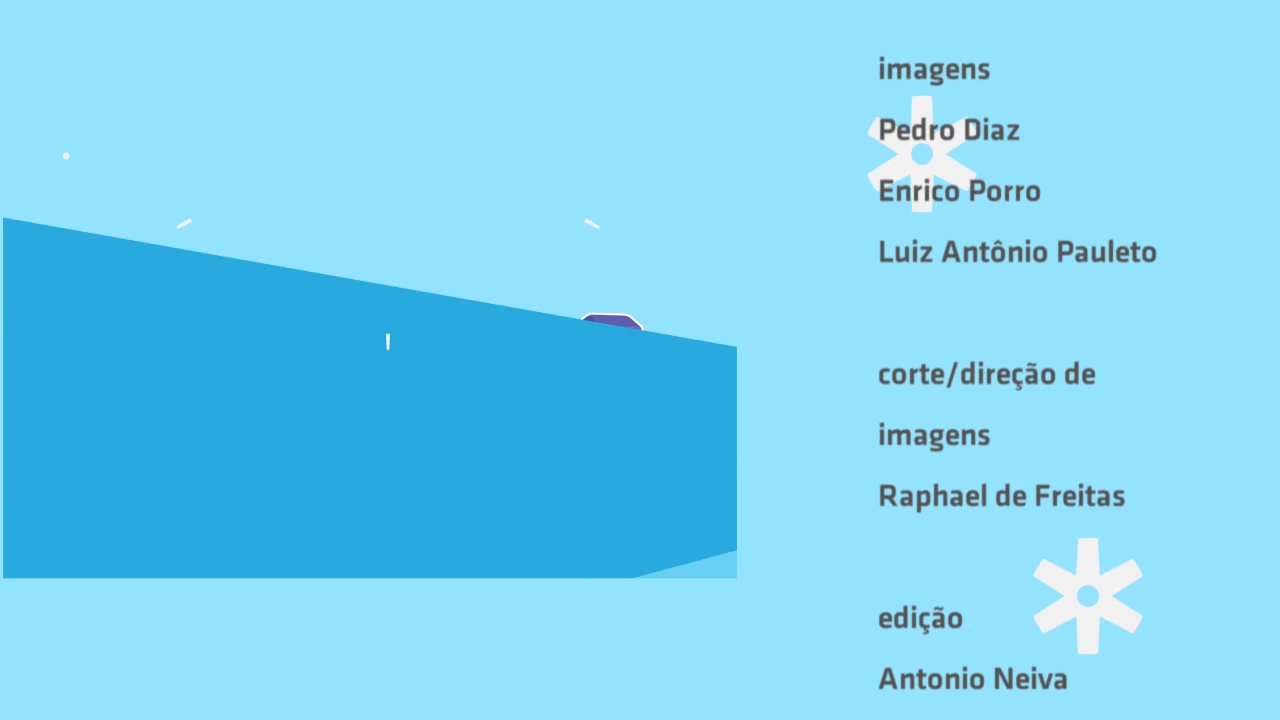 imagens
Pedro Diaz
Enrico Porro
Luiz Antônio Pauleto
corte/direção de
imagens
Raphael de Freitas
edição
Antonio Neiva